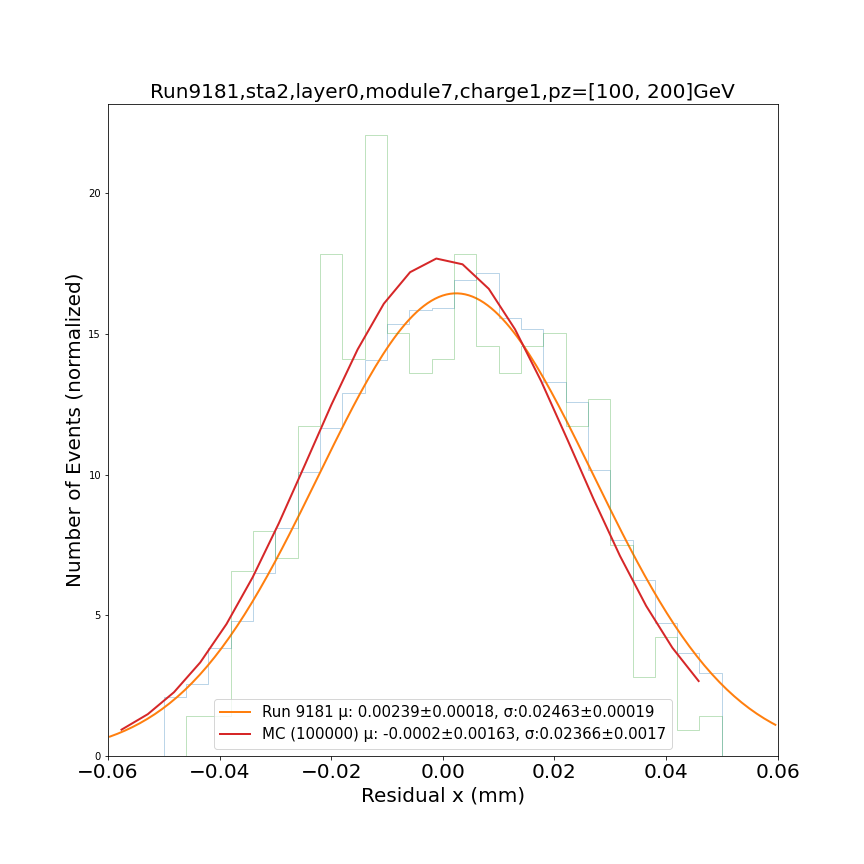 Run9181,sta2,layer0,module7,charge1,pz=[100, 200]GeV
Number of Events (normalized)
20
15
10
5
0
Run 9181 μ: 0.00239±0.00018, σ:0.02463±0.00019
MC (100000) μ: -0.0002±0.00163, σ:0.02366±0.0017
−0.06 −0.04 −0.02 0.00 0.02 0.04 0.06
Residual x (mm)